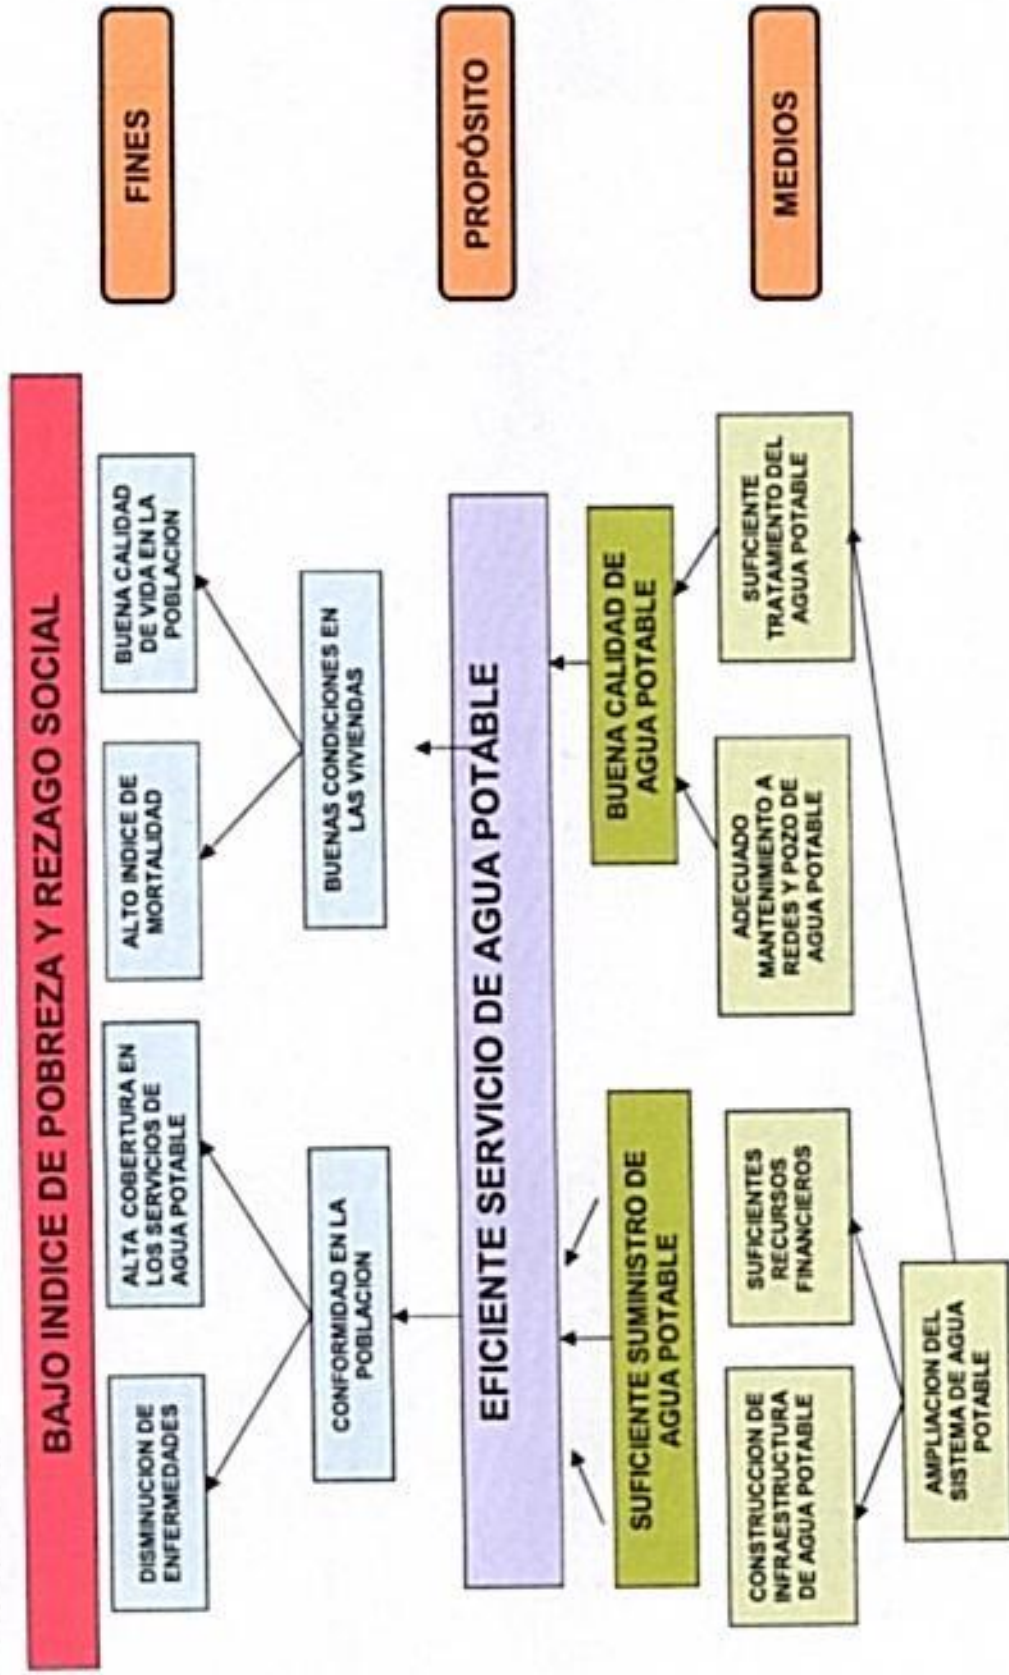 BAJO INDICE DE POBREZA Y REZAGO SOCIAL
DISMINUCION DE
ENFERMEDADES
ALTA COBERTURA EN
LOS SERVICIOS DE
AGUA POTABLE
ALTO INDICE DE
MORTALIDAD
BUENA CALIDAD
DE VIDA EN LA
POBLACION
FINES
CONFORMIDAD EN LA
POBLACION
BUENAS CONDICIONES EN
LAS VIVIENDAS
EFICIENTE SERVICIO DE AGUA POTABLE
PROPÓSITO
SUFICIENTE SUMINISTRO DE
AGUA POTABLE
BUENA CALIDAD DE
AGUA POTABLE
CONSTRUCCION DE
INFRAESTRUCTURA
DE AGUA POTABLE
SUFICIENTES
RECURSOS
FINANCIEROS
ADECUADO
MANTENIMIENTO A
REDES Y POZO DE
AGUA POTABLE
SUFICIENTE
TRATAMIENTO DEL
AGUA POTABLE
MEDIOS
AMPLIACION DEL
SISTEMA DE AGUA
POTABLE